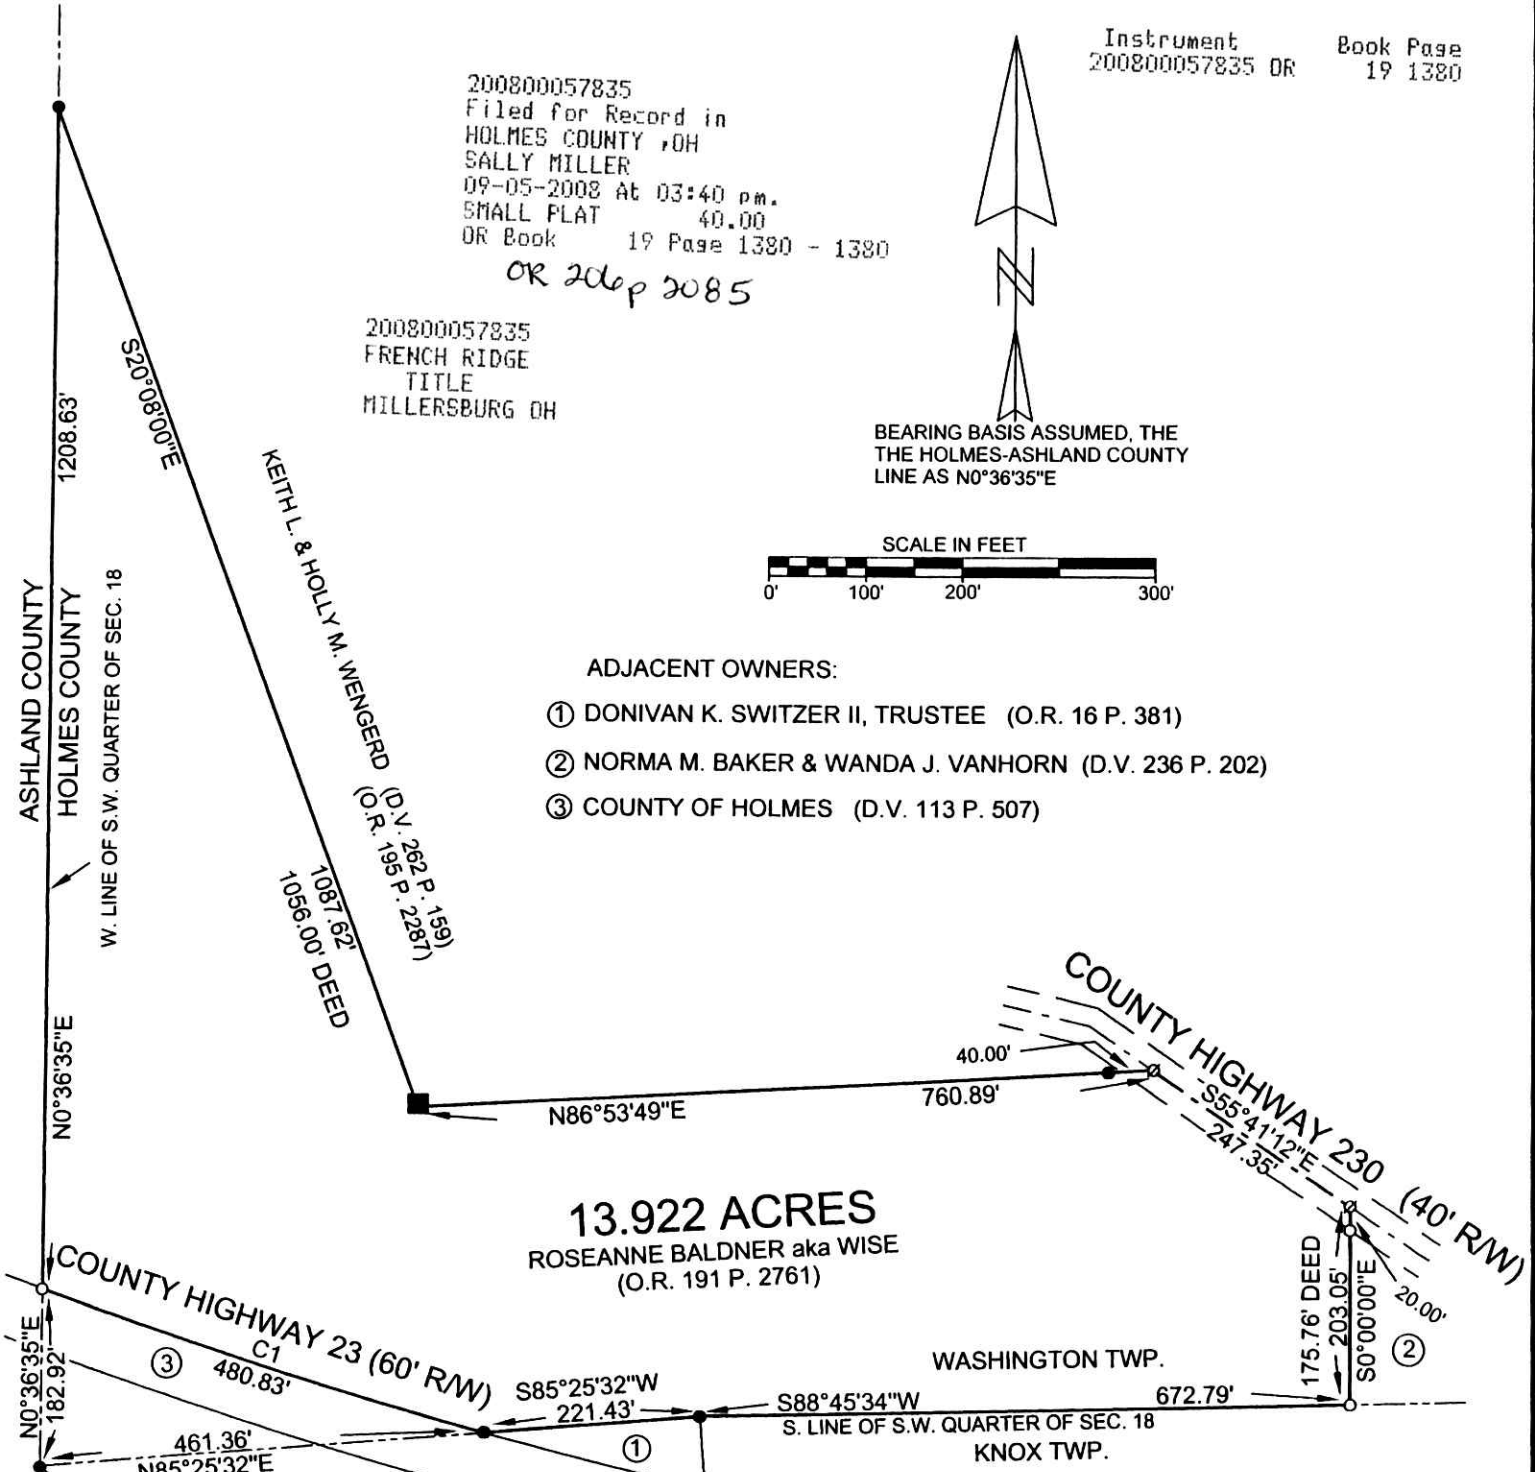 Instrument Book Page
200800057835 OR 19 1380
200800057835
Filed for Record in
HOLMES COUNTY ,OH
SALLY MILLER
09-05-2008 At 03:40 pm.
SMALL PLAT 40.00
OR Book 19 Page 1380 - 1380
OR 206 p 2085
200800057835
FRENCH RIDGE
TITLE
MILLERSBURG OH
N
BEARING BASIS ASSUMED, THE
THE HOLMES-ASHLAND COUNTY
LINE AS N0°36'35"E
SCALE IN FEET
0' 100' 200' 300'
S20°08'00"E
1208.63'
KEITH L. & HOLLY M. WENGERD (D.V. 262 P. 159)
(O.R. 195 P. 2287)
ASHLAND COUNTY
HOLMES COUNTY
W. LINE OF S.W. QUARTER OF SEC. 18
ADJACENT OWNERS:
① DONIVAN K. SWITZER II, TRUSTEE (O.R. 16 P. 381)
② NORMA M. BAKER & WANDA J. VANHORN (D.V. 236 P. 202)
③ COUNTY OF HOLMES (D.V. 113 P. 507)
1087.62'
1056.00' DEED
N0°36'35"E
COUNTY HIGHWAY 230 (40' R/W)
40.00'
N86°53'49"E
760.89'
S55°41'12"E
247.35'
13.922 ACRES
ROSEANNE BALDNER aka WISE
(O.R. 191 P. 2761)
175.76' DEED
203.05'
S0°00'00"E
20.00'
②
COUNTY HIGHWAY 23 (60' R/W)
C1
480.83'
③
N0°36'35"E
182.92'
S85°25'32"W
221.43'
WASHINGTON TWP.
S88°45'34"W
672.79'
S. LINE OF S.W. QUARTER OF SEC. 18
KNOX TWP.
①
461.36'
N85°25'32"E